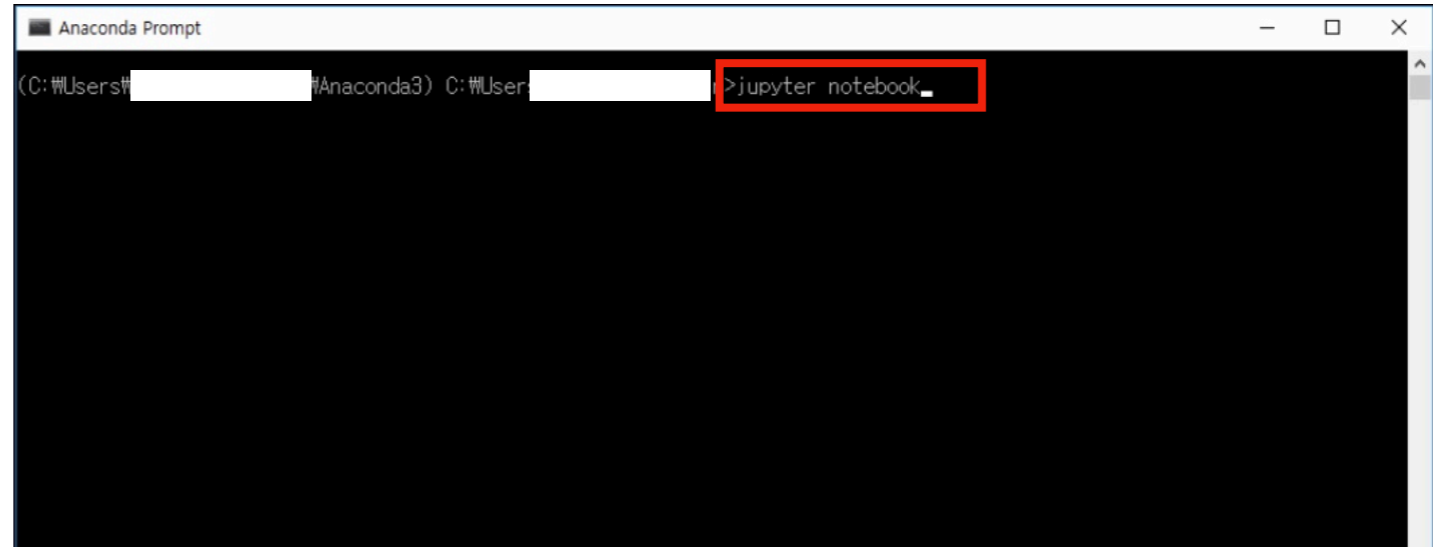 Anaconda Prompt
(C:₩Users₩ ₩Anaconda3) C:₩User >jupyter notebook